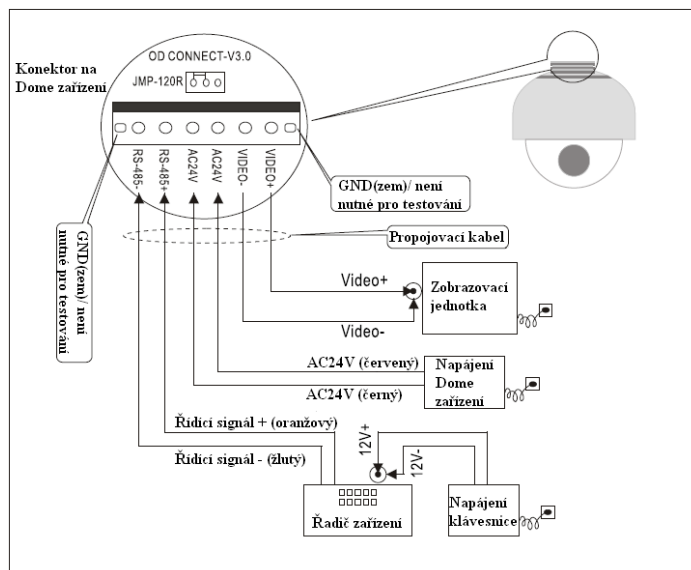 OD CONNECT-V3.0
Konektor na
Dome zařízení
JMP-120R
RS-485-
RS-485+
AC24V
AC24V
VIDEO-
VIDEO+
GND(zem)/ není
nutné pro testování
GND(zem)/ není
nutné pro testování
Propojovací kabel
Video+
Zobrazovací
jednotka
Video-
AC24V (červený)
Napájení
Dome
zařízení
AC24V (černý)
Řídící signál + (oranžový)
Řídící signál - (žlutý)
12V+
12V-
Řadič zařízení
Napájení
klávesnice